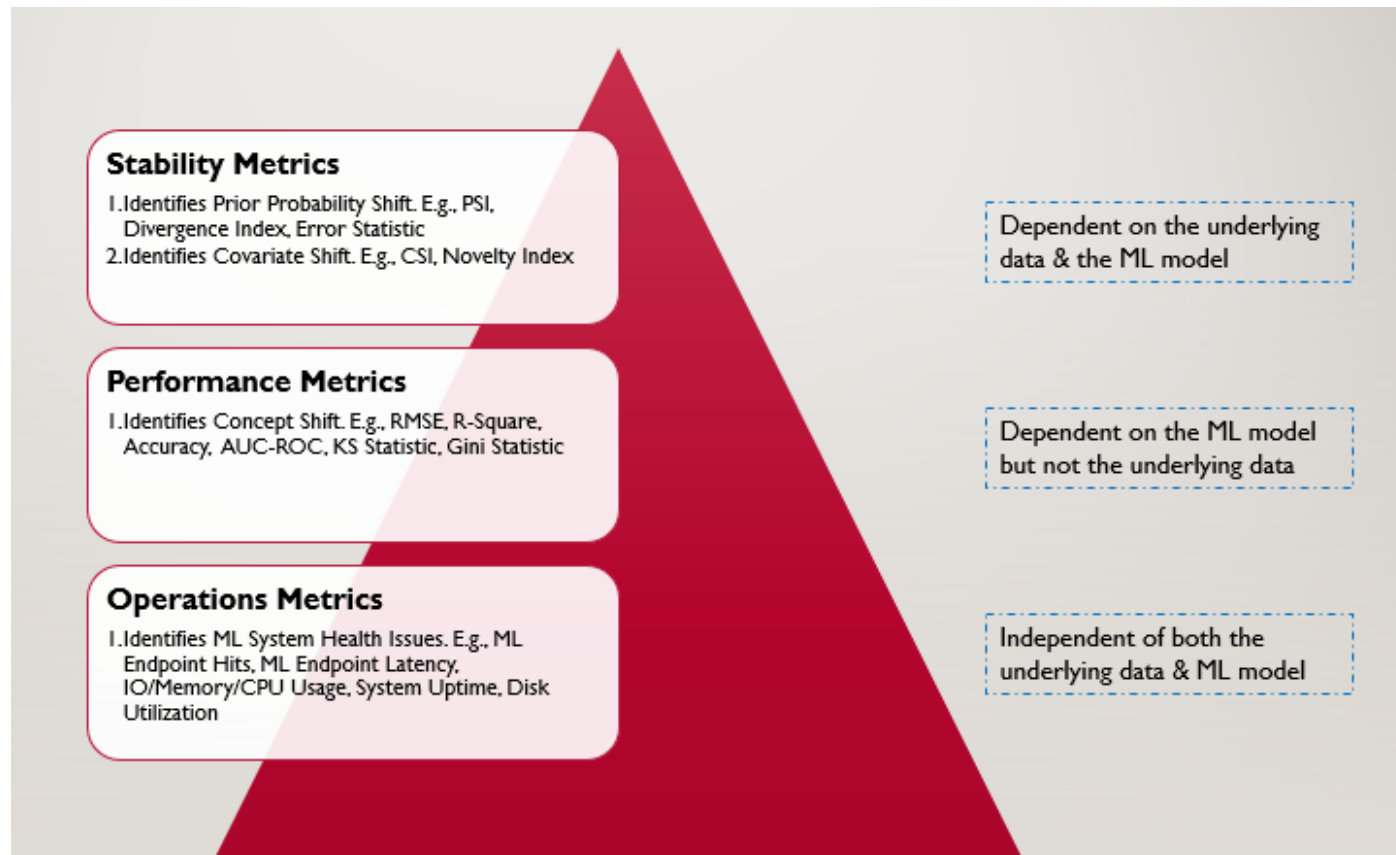 Stability Metrics
1.Identifies Prior Probability Shift. E.g., PSI,
Divergence Index, Error Statistic
2.Identifies Covariate Shift. E.g., CSI, Novelty Index
Dependent on the underlying
data & the ML model
Performance Metrics
1.Identifies Concept Shift. E.g., RMSE, R-Square,
Accuracy, AUC-ROC, KS Statistic, Gini Statistic
Dependent on the ML model
but not the underlying data
Operations Metrics
1.Identifies ML System Health Issues. E.g., ML
Endpoint Hits, ML Endpoint Latency,
IO/Memory/CPU Usage, System Uptime, Disk
Utilization
Independent of both the
underlying data & ML model